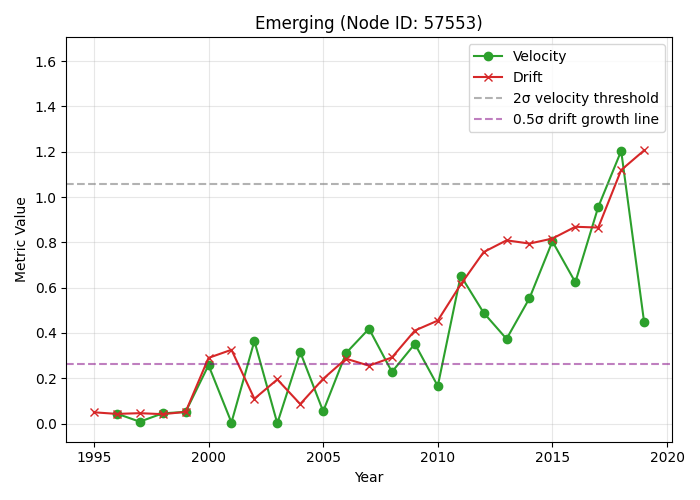 Emerging (Node ID: 57553)
Velocity
Drift
2σ velocity threshold
0.5σ drift growth line
Metric Value
1.6
1.4
1.2
1.0
0.8
0.6
0.4
0.2
0.0
1995 2000 2005 2010 2015 2020
Year